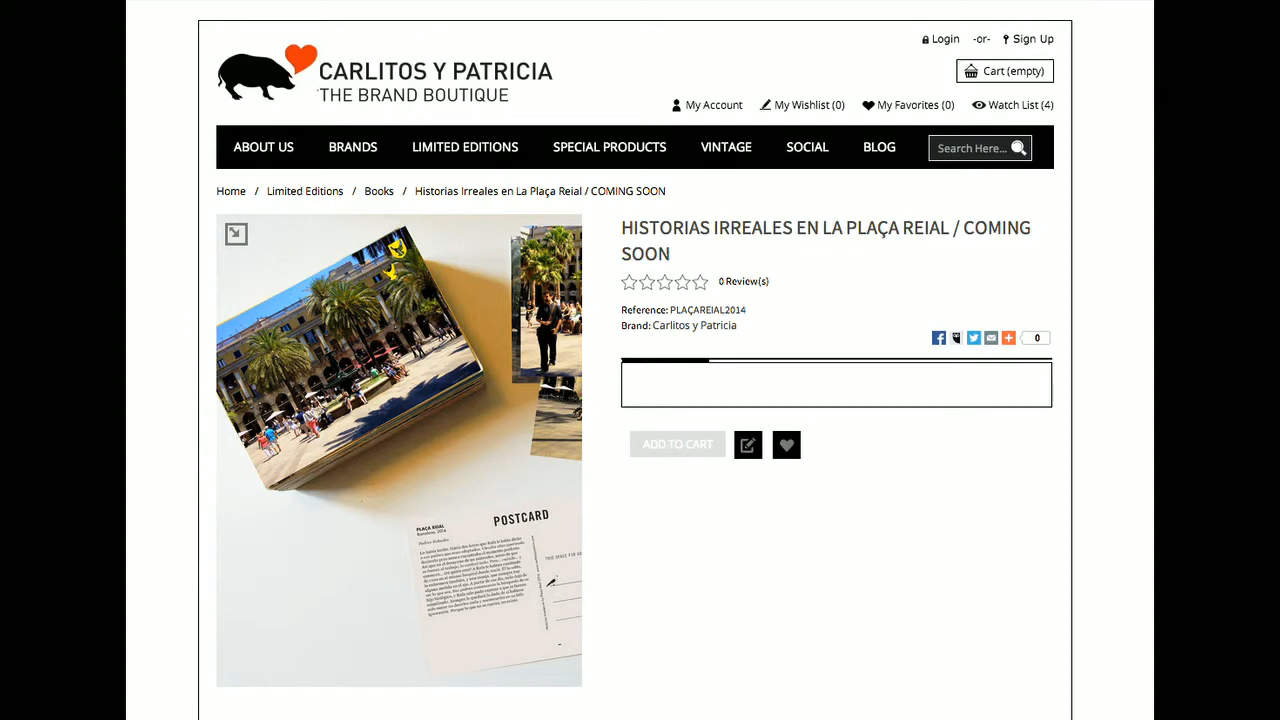 Login -or- Sign Up
CARLITOS Y PATRICIA
THE BRAND BOUTIQUE
Cart (empty)
My Account My Wishlist (0) My Favorites (0) Watch List (4)
ABOUT US BRANDS LIMITED EDITIONS SPECIAL PRODUCTS VINTAGE SOCIAL BLOG Search Here...
Home / Limited Editions / Books / Historias Irreales en La Plaça Reial / COMING SOON
HISTORIAS IRREALES EN LA PLAÇA REIAL / COMING
SOON
0 Review(s)
Reference: PLAÇAREIAL2014
Brand: Carlitos y Patricia
0
ADD TO CART
POSTCARD
PLAÇA REIAL
Barcelona, 2014